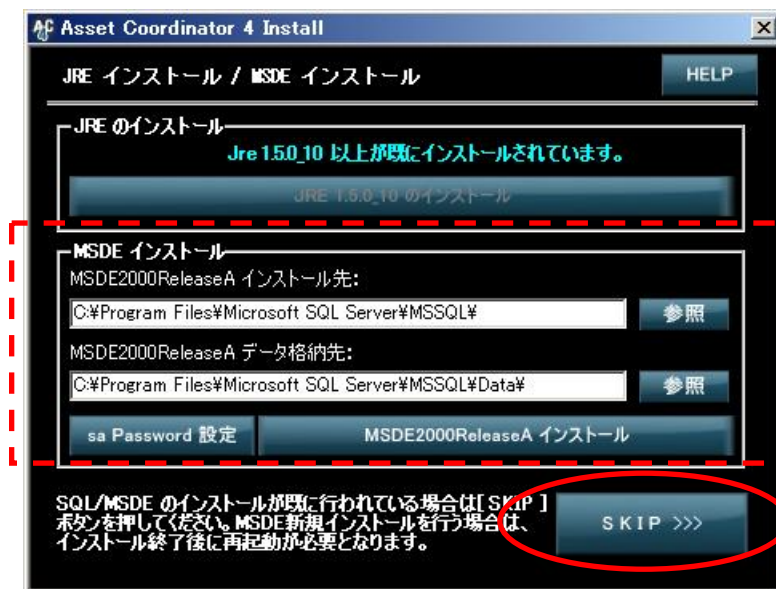 Asset Coordinator 4 Install
JRE インストール / MSDE インストール
HELP
JRE のインストール
Jre 1.5.0_10 以上が既にインストールされています。
JRE 1.5.0_10 のインストール
MSDE インストール
MSDE2000ReleaseA インストール先:
C:¥Program Files¥Microsoft SQL Server¥MSSQL¥
参照
MSDE2000ReleaseA データ格納先:
C:¥Program Files¥Microsoft SQL Server¥MSSQL¥Data¥
参照
sa Password 設定
MSDE2000ReleaseA インストール
SQL/MSDE のインストールが既に行われている場合は[ SKIP ]
ボタンを押してください。MSDE新規インストールを行う場合は、
インストール終了後に再起動が必要となります。
SKIP >>>